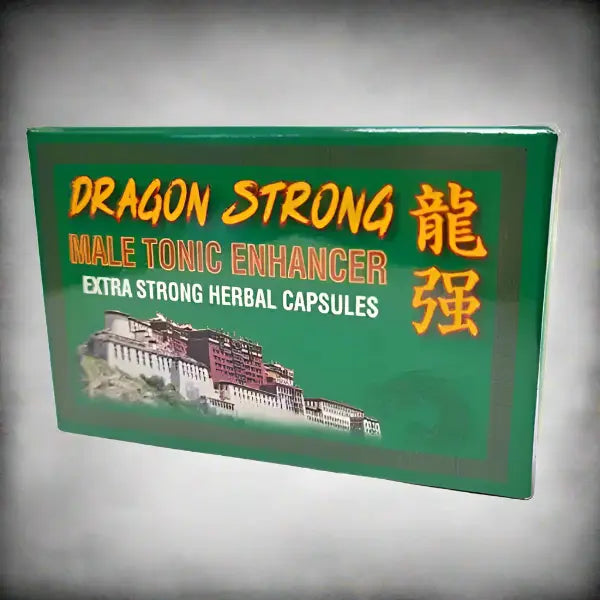 DRAGON STRONG
MALE TONIC ENHANCER
EXTRA STRONG HERBAL CAPSULES
龍强